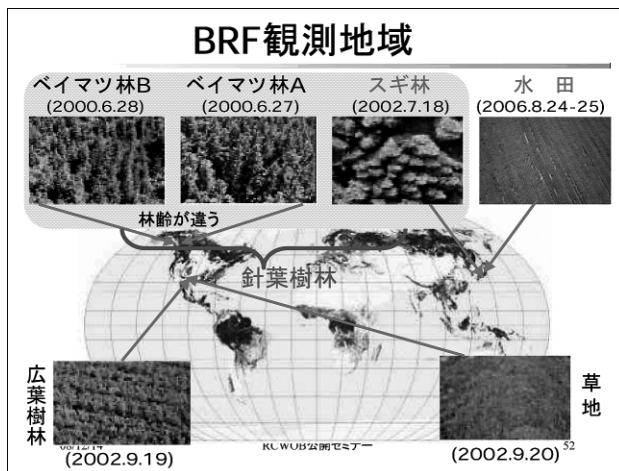 BRF観測地域
ベイマツ林B ベイマツ林A スギ林 水 田
(2000.6.28) (2000.6.27) (2002.7.18) (2006.8.24-25)
林齢が違う
針葉樹林
広葉樹林
草地
08/12/14 RCWOB公開セミナー 52
(2002.9.19) (2002.9.20)